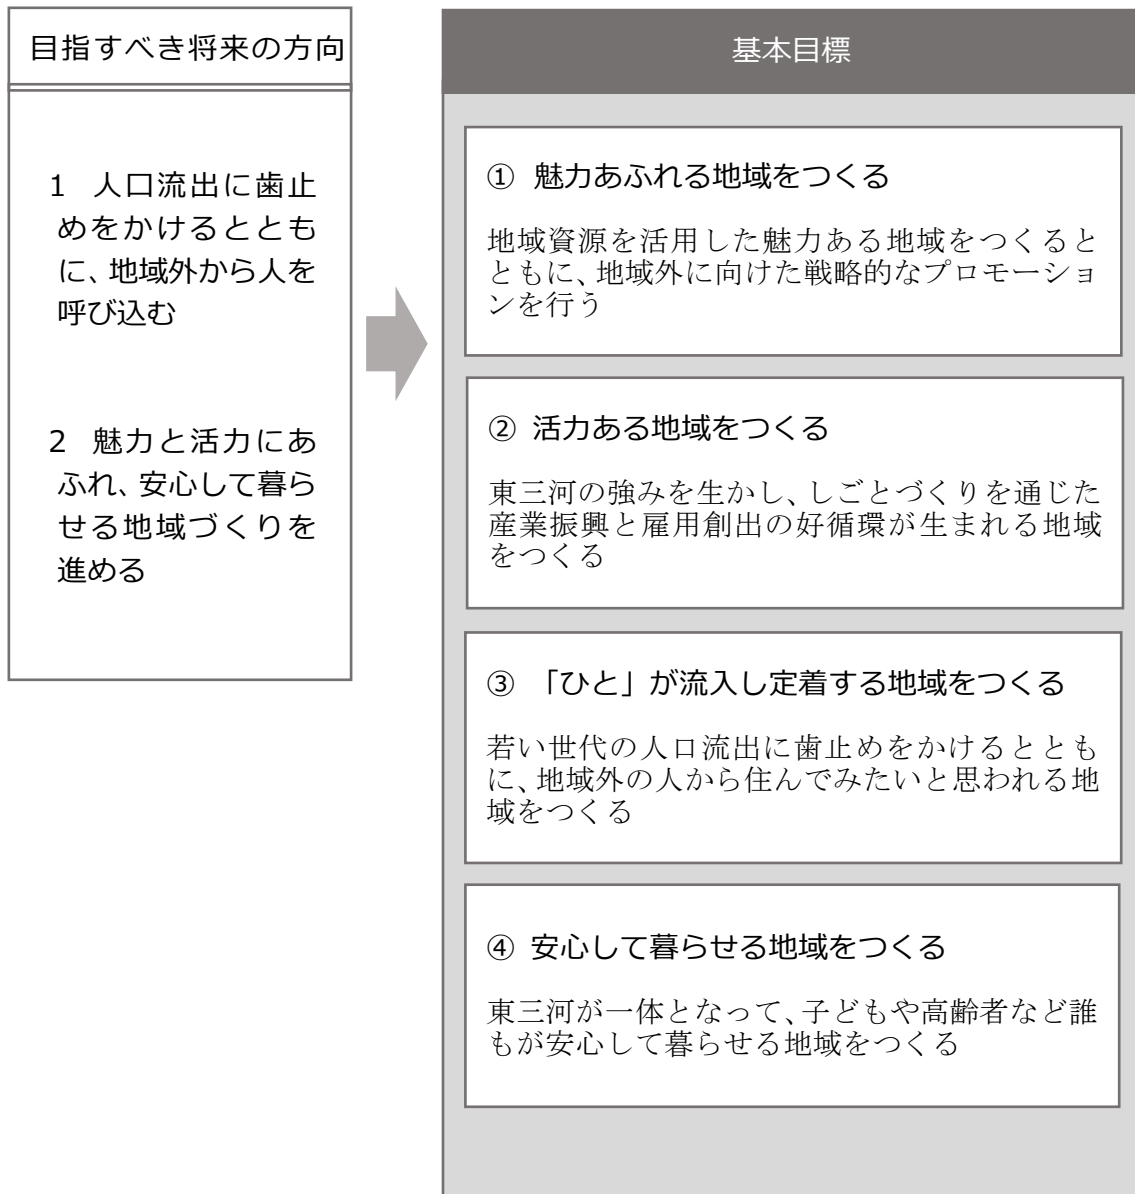 目指すべき将来の方向
1 人口流出に歯止
めをかけるととも
に、地域外から人を
呼び込む
2 魅力と活力にあ
ふれ、安心して暮ら
せる地域づくりを
進める
基本目標
① 魅力あふれる地域をつくる
地域資源を活用した魅力ある地域をつくると
ともに、地域外に向けた戦略的なプロモーショ
ンを行う
② 活力ある地域をつくる
東三河の強みを生かし、しごとづくりを通じた
産業振興と雇用創出の好循環が生まれる地域
をつくる
③ 「ひと」が流入し定着する地域をつくる
若い世代の人口流出に歯止めをかけるととも
に、地域外の人から住んでみたいと思われる地
域をつくる
④ 安心して暮らせる地域をつくる
東三河が一体となって、子どもや高齢者など誰
もが安心して暮らせる地域をつくる